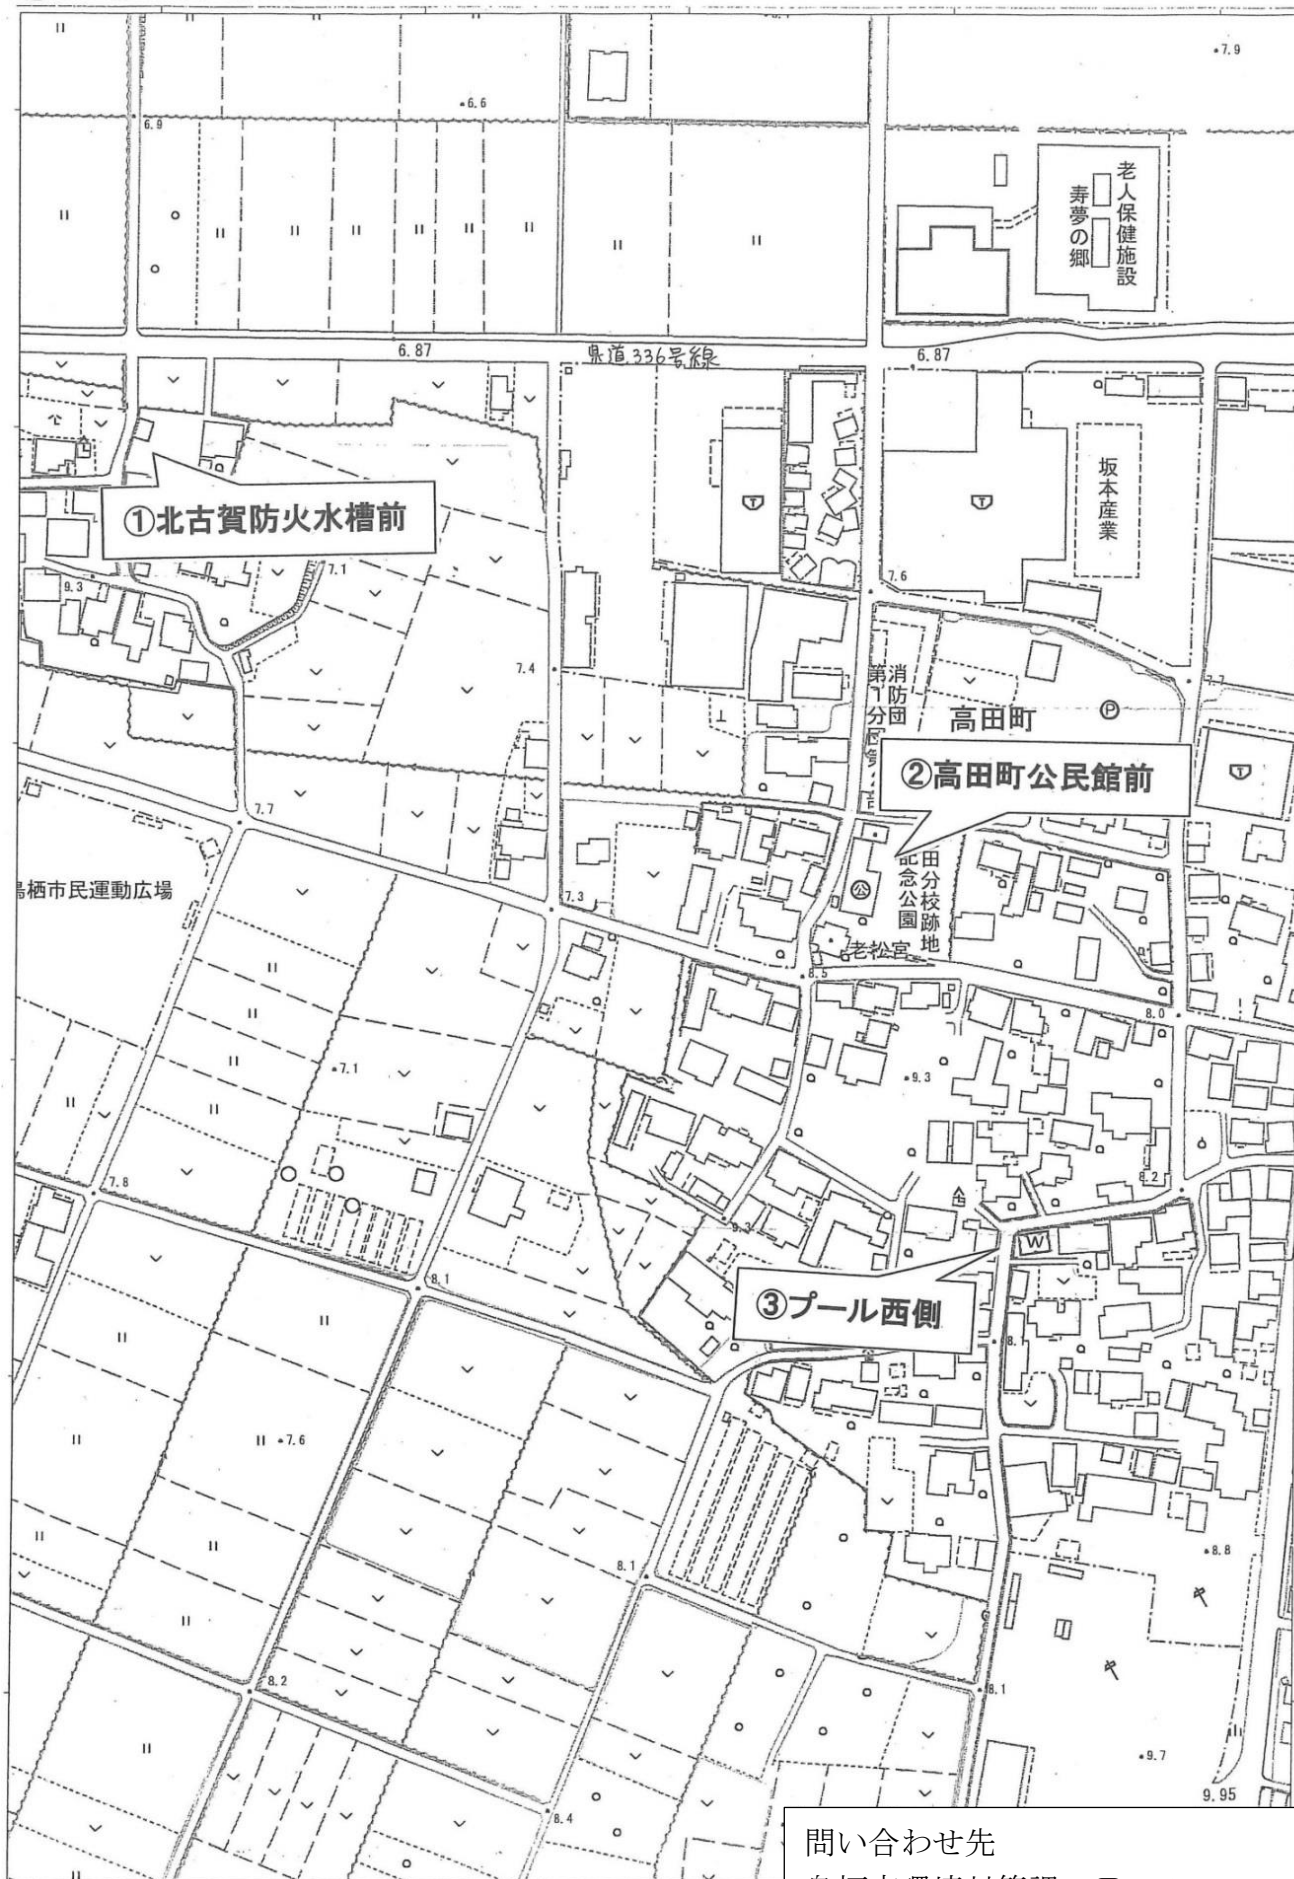 7.9
6.6
6.9
老人保健施設
寿夢の郷
6.87
県道336号線
6.87
坂本産業
①北古賀防火水槽前
7.1
9.3
7.6
7.4
消防団
高田町
P
②高田町公民館前
7.7
7.3
公
田分校跡地
記念公園
老松宮
鳥栖市民運動広場
8.5
8.0
7.1
9.3
7.8
8.2
9.3
W
8.1
③プール西側
7.6
8.1
8.8
8.2
8.1
9.7
9.95
8.4
問い合わせ先